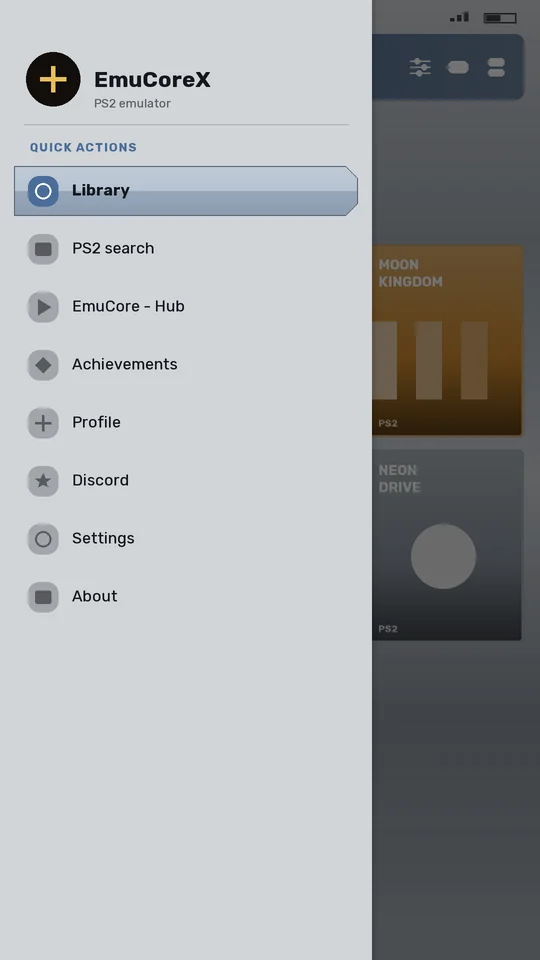 EmuCoreX
PS2 emulator
QUICK ACTIONS
Library
PS2 search
EmuCore - Hub
Achievements
Profile
Discord
Settings
About
MOON
KINGDOM
PS2
NEON
DRIVE
PS2